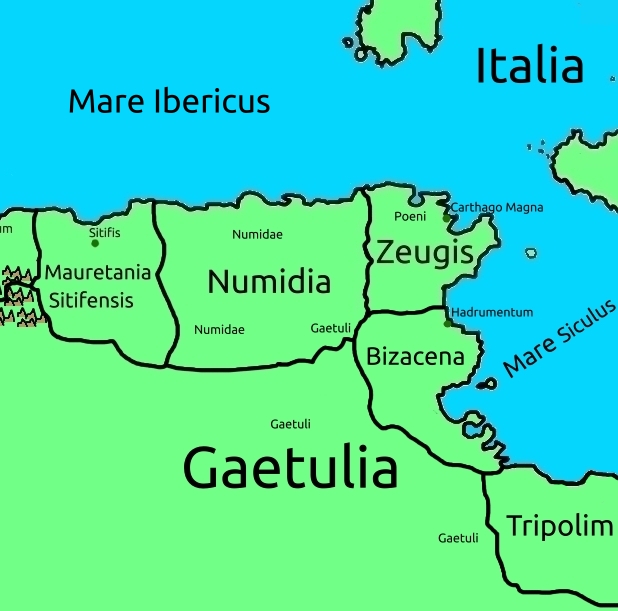 Italia
Mare Ibericus
Carthago Magna
Poeni
um
Sitifis
Numidae
Zeugis
Mauretania
Sitifensis
Numidia
Hadrumentum
Mare Siculus
Numidae
Gaetuli
Bizacena
Gaetuli
Gaetulia
Tripolim
Gaetuli